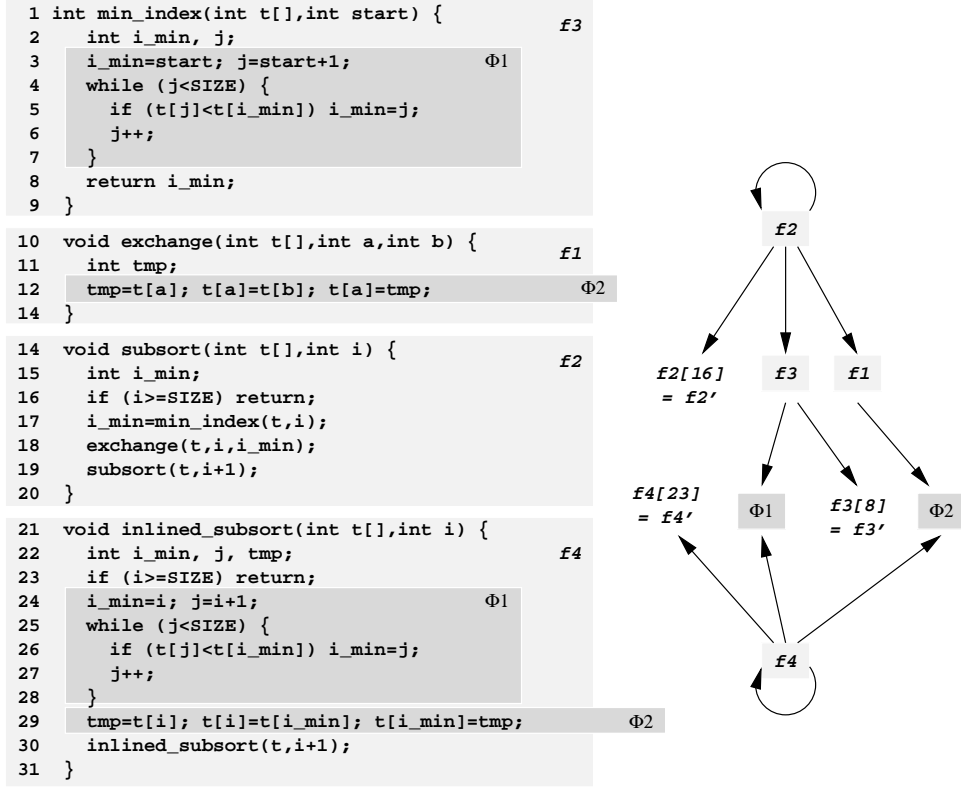 1 int min_index(int t[],int start) {
f3
2 int i_min, j;
3 i_min=start; j=start+1; Φ1
4 while (j<SIZE) {
5 if (t[j]<t[i_min]) i_min=j;
6 j++;
7 }
8 return i_min;
9 }
10 void exchange(int t[],int a,int b) {
f1
11 int tmp;
12 tmp=t[a]; t[a]=t[b]; t[a]=tmp; Φ2
14 }
14 void subsort(int t[],int i) {
f2
15 int i_min;
16 if (i>=SIZE) return;
17 i_min=min_index(t,i);
18 exchange(t,i,i_min);
19 subsort(t,i+1);
20 }
21 void inlined_subsort(int t[],int i) {
22 int i_min, j, tmp; f4
23 if (i>=SIZE) return;
24 i_min=i; j=i+1; Φ1
25 while (j<SIZE) {
26 if (t[j]<t[i_min]) i_min=j;
27 j++;
28 }
29 tmp=t[i]; t[i]=t[i_min]; t[i_min]=tmp; Φ2
30 inlined_subsort(t,i+1);
31 }
f2
f2[16]
= f2′
f3
f1
f4[23]
= f4′
Φ1
f3[8]
= f3′
Φ2
f4